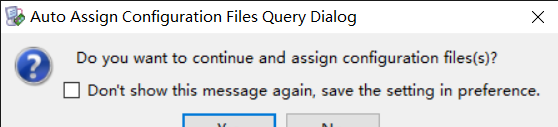 Auto Assign Configuration Files Query Dialog
Do you want to continue and assign configuration files(s)?
Don't show this message again, save the setting in preference.